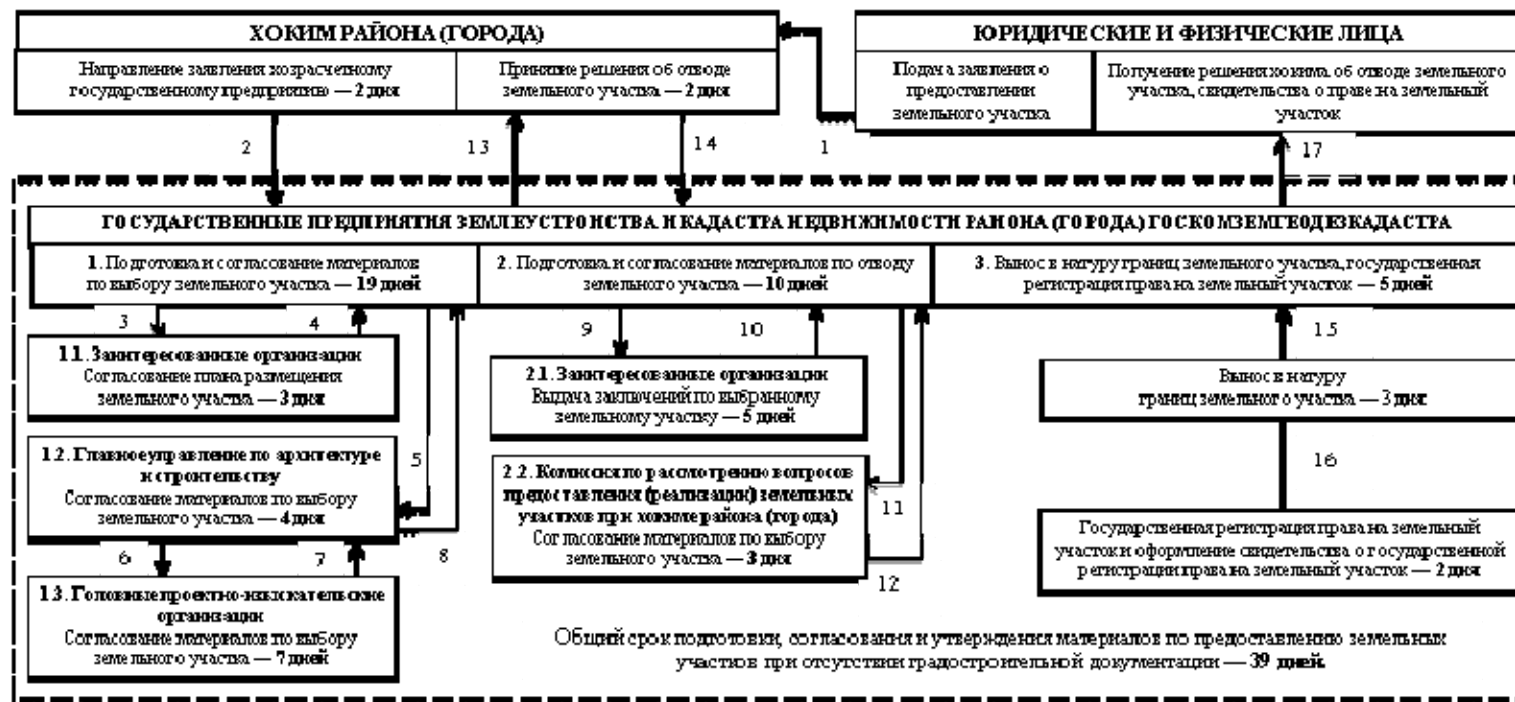 ХОКИМ РАЙОНА (ГОРОДА)
Направление заявления хозрасчетному
государственному предприятию — 2 дня
Принятие решения об отводе
земельного участка — 2 дня
ЮРИДИЧЕСКИЕ И ФИЗИЧЕСКИЕ ЛИЦА
Подача заявления о
предоставлении
земельного участка
Получение решения хокима об отводе земельного
участка, свидетельства о праве на земельный
участок
2
13
14
1
17
ГОСУДАРСТВЕННЫЕ ПРЕДПРИЯТИЯ ЗЕМЛЕУСТРОЙСТВА И КАДАСТРА НЕДВИЖИМОСТИ РАЙОНА (ГОРОДА) ГОСКОМЗЕМГЕОДЕЗКАДАСТРА
1. Подготовка и согласование материалов
по выбору земельного участка — 19 дней
2. Подготовка и согласование материалов по отводу
земельного участка — 10 дней
3. Вынос в натуру границ земельного участка, государственная
регистрация права на земельный участок — 5 дней
3
4
9
10
15
1.1. Заинтересованные организации
Согласование плана размещения
земельного участка — 3 дня
2.1. Заинтересованные организации
Выдача заключений по выбранному
земельному участку — 5 дней
Вынос в натуру
границ земельного участка — 3 дня
1.2. Главное управление по архитектуре
и строительству
Согласование материалов по выбору
земельного участка — 4 дня
5
8
2.2. Комиссия по рассмотрению вопросов
предоставления (реализации) земельных
участков при хокиме района (города)
Согласование материалов по выбору
земельного участка — 3 дня
11
12
16
Государственная регистрация права на земельный
участок и оформление свидетельства о государственной
регистрации права на земельный участок — 2 дня
6
7
1.3. Головные проектно-изыскательские
организации
Согласование материалов по выбору
земельного участка — 7 дней
Общий срок подготовки, согласования и утверждения материалов по предоставлению земельных
участков при отсутствии градостроительной документации — 39 дней.